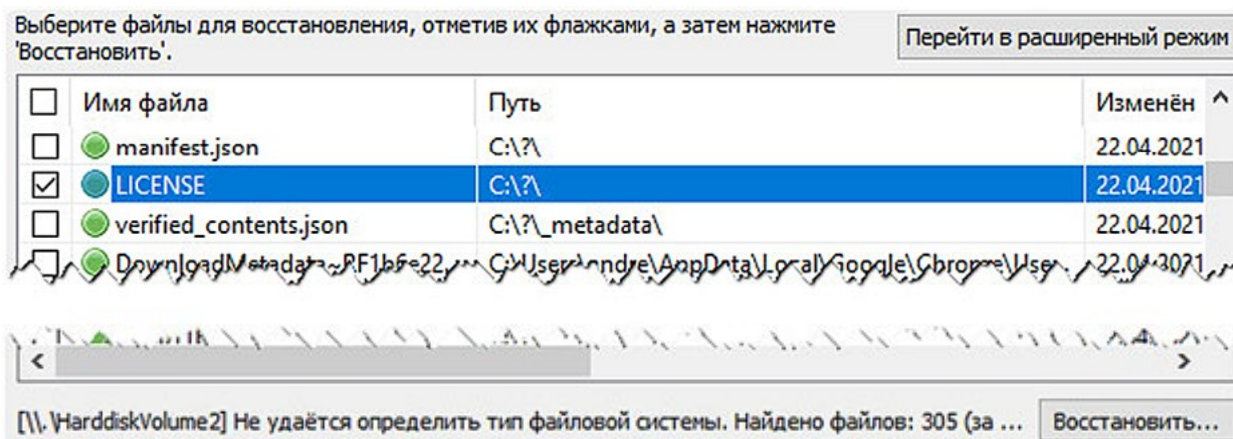 Выберите файлы для восстановления, отметив их флажками, а затем нажмите
'Восстановить'.
Перейти в расширенный режим
Имя файла Путь Изменён
manifest.json C:\?\ 22.04.2021
LICENSE C:\?\ 22.04.2021
verified_contents.json C:\?\_metadata\ 22.04.2021
[\\.\HarddiskVolume2] Не удаётся определить тип файловой системы. Найдено файлов: 305 (за ... Восстановить...